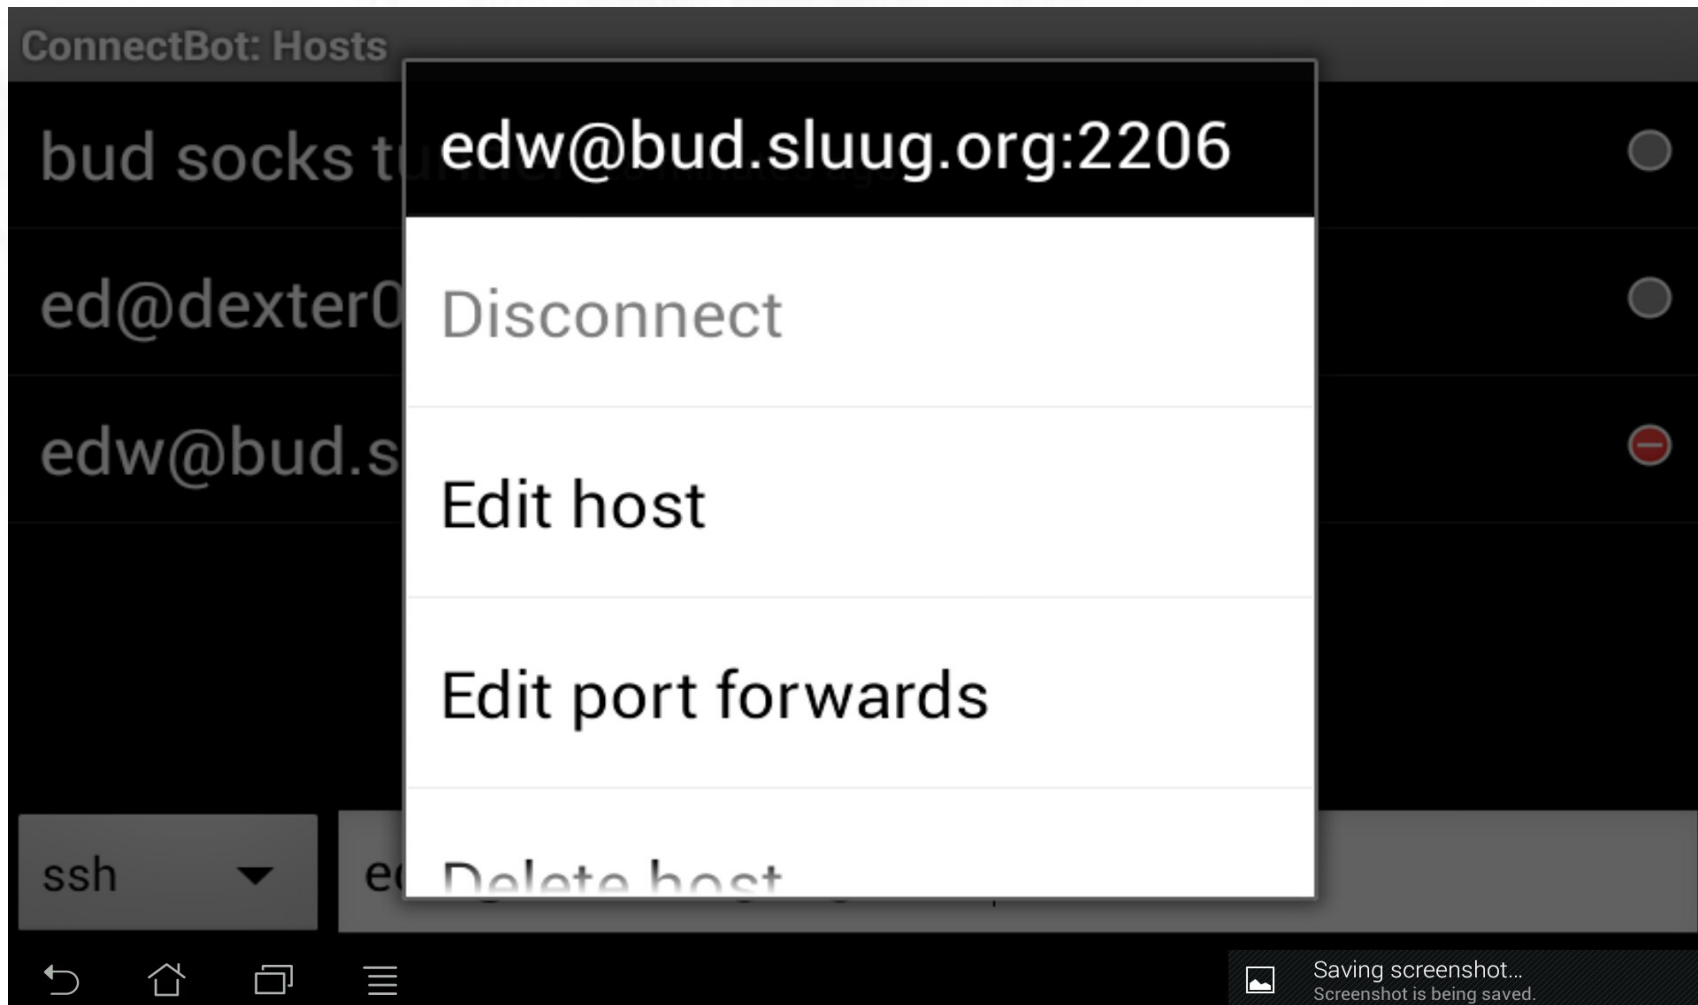 ConnectBot: Hosts
edw@bud.sluug.org:2206
bud socks
ed@dexter0
edw@bud.s
Disconnect
Edit host
Edit port forwards
Delete host
ssh
Saving screenshot...
Screenshot is being saved.